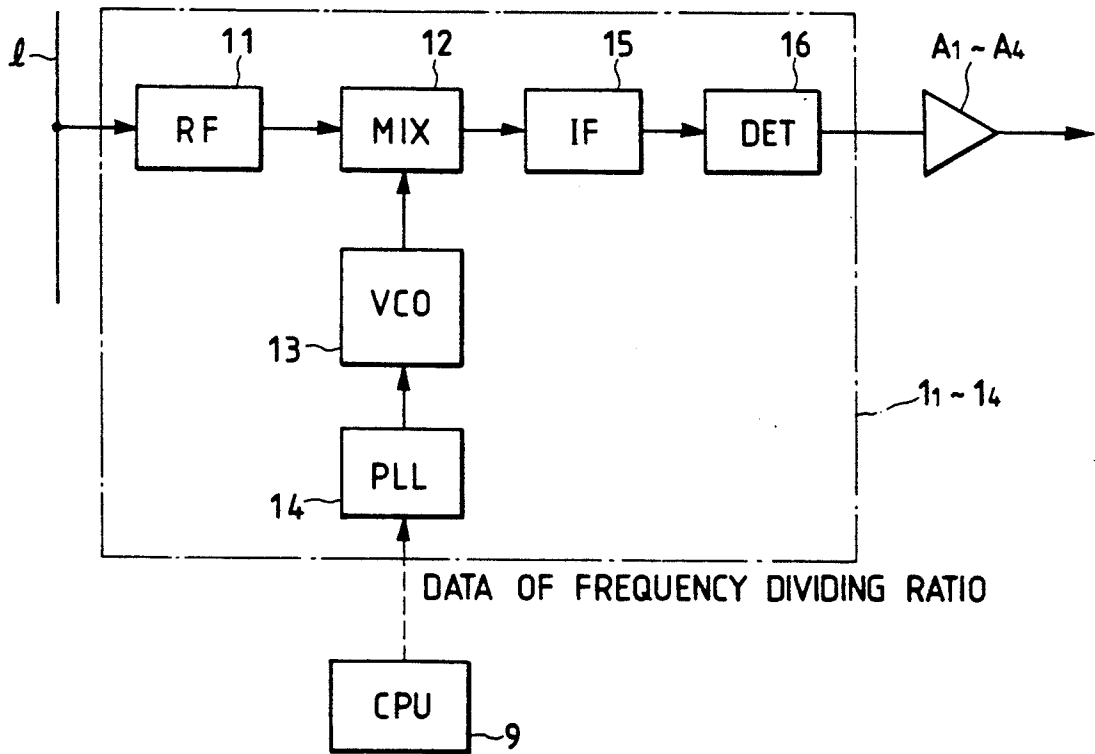 ℓ
11
12
15
16
A1 ~ A4
RF
MIX
IF
DET
VCO
13
11 ~ 14
PLL
14
DATA OF FREQUENCY DIVIDING RATIO
CPU
9